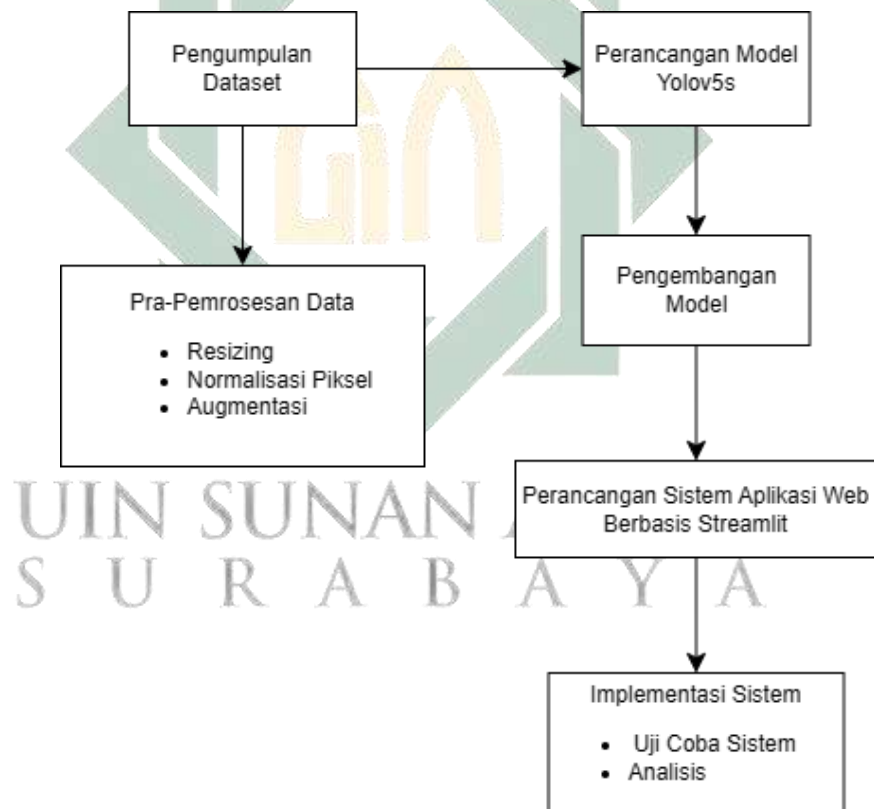 Pengumpulan
Dataset
Perancangan Model
Yolov5s
Pra-Pemrosesan Data
• Resizing
• Normalisasi Piksel
• Augmentasi
Pengembangan
Model
Perancangan Sistem Aplikasi Web
Berbasis Streamlit
Implementasi Sistem
• Uji Coba Sistem
• Analisis
UIN SUNAN
SURABAYA